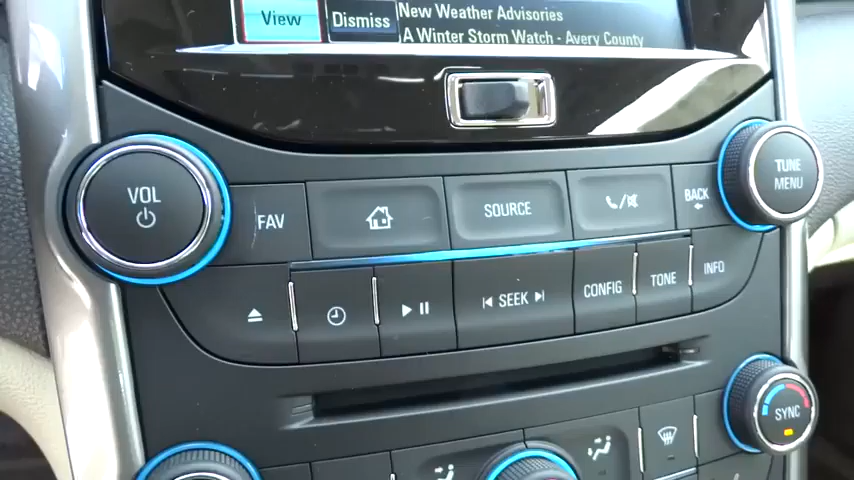 View
Dismiss
New Weather Advisories
A Winter Storm Watch - Avery County
VOL
FAV
SOURCE
BACK
TUNE
MENU
SEEK
CONFIG
TONE
INFO
SYNC